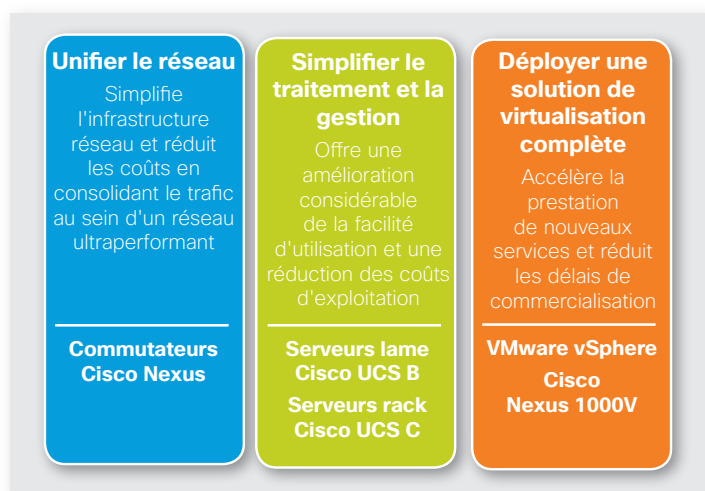 Unifier le réseau
Simplifie
l'infrastructure
réseau et réduit
les coûts en
consolidant le trafic
au sein d'un réseau
ultraperformant
Commutateurs
Cisco Nexus
Simplifier le
traitement et la
gestion
Offre une
amélioration
considérable
de la facilité
d'utilisation et une
réduction des coûts
d'exploitation
Serveurs lame
Cisco UCS B
Serveurs rack
Cisco UCS C
Déployer une
solution de
virtualisation
complète
Accélère la
prestation
de nouveaux
services et réduit
les délais de
commercialisation
VMware vSphere
Cisco
Nexus 1000V